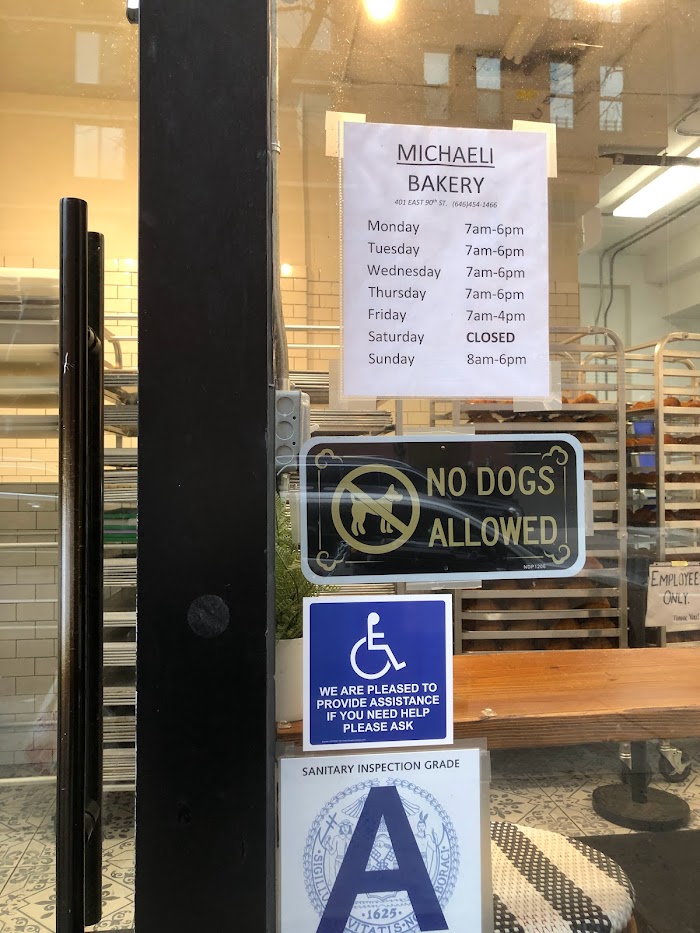 MICHAELI
BAKERY
401 EAST 90th ST. (646)454-1466
Monday 7am-6pm
Tuesday 7am-6pm
Wednesday 7am-6pm
Thursday 7am-6pm
Friday 7am-4pm
Saturday CLOSED
Sunday 8am-6pm
NO DOGS
ALLOWED
NDP1266
EMPLOYEE
ONLY.
WE ARE PLEASED TO
PROVIDE ASSISTANCE
IF YOU NEED HELP
PLEASE ASK
SANITARY INSPECTION GRADE
A
1625